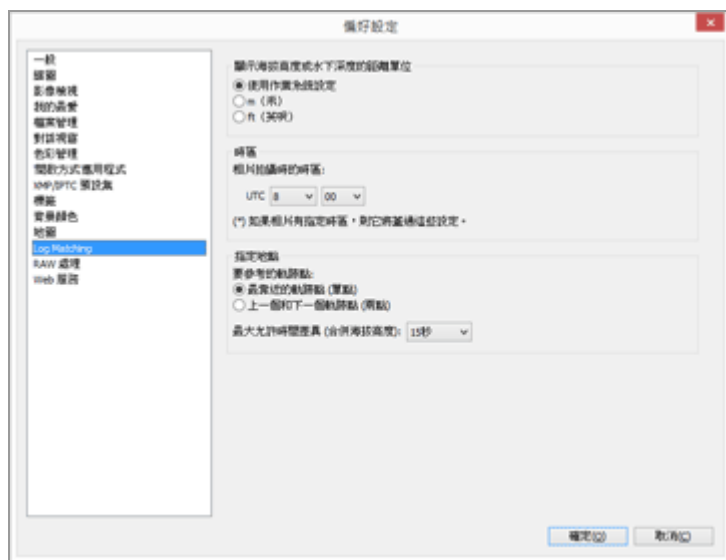 偏好設定
一般
縮圖
影像檢視
我的最愛
檔案管理
對話視窗
色彩管理
開啟方式應用程式
XMP/IPTC 預設集
標籤
背景顏色
地圖
Log Matching
RAW 處理
Web 服務
顯示海拔高度或水下深度的距離單位
使用作業系統設定
m（米）
ft（英呎）
時區
相片拍攝時的時區:
UTC 8 00
(*) 如果相片有指定時區，則它將蓋過這些設定。
指定地點
要參考的軌跡點:
最靠近的軌跡點 (單點)
上一個和下一個軌跡點 (兩點)
最大允許時間差異 (合併海拔高度): 15秒
確定(O) 取消(C)